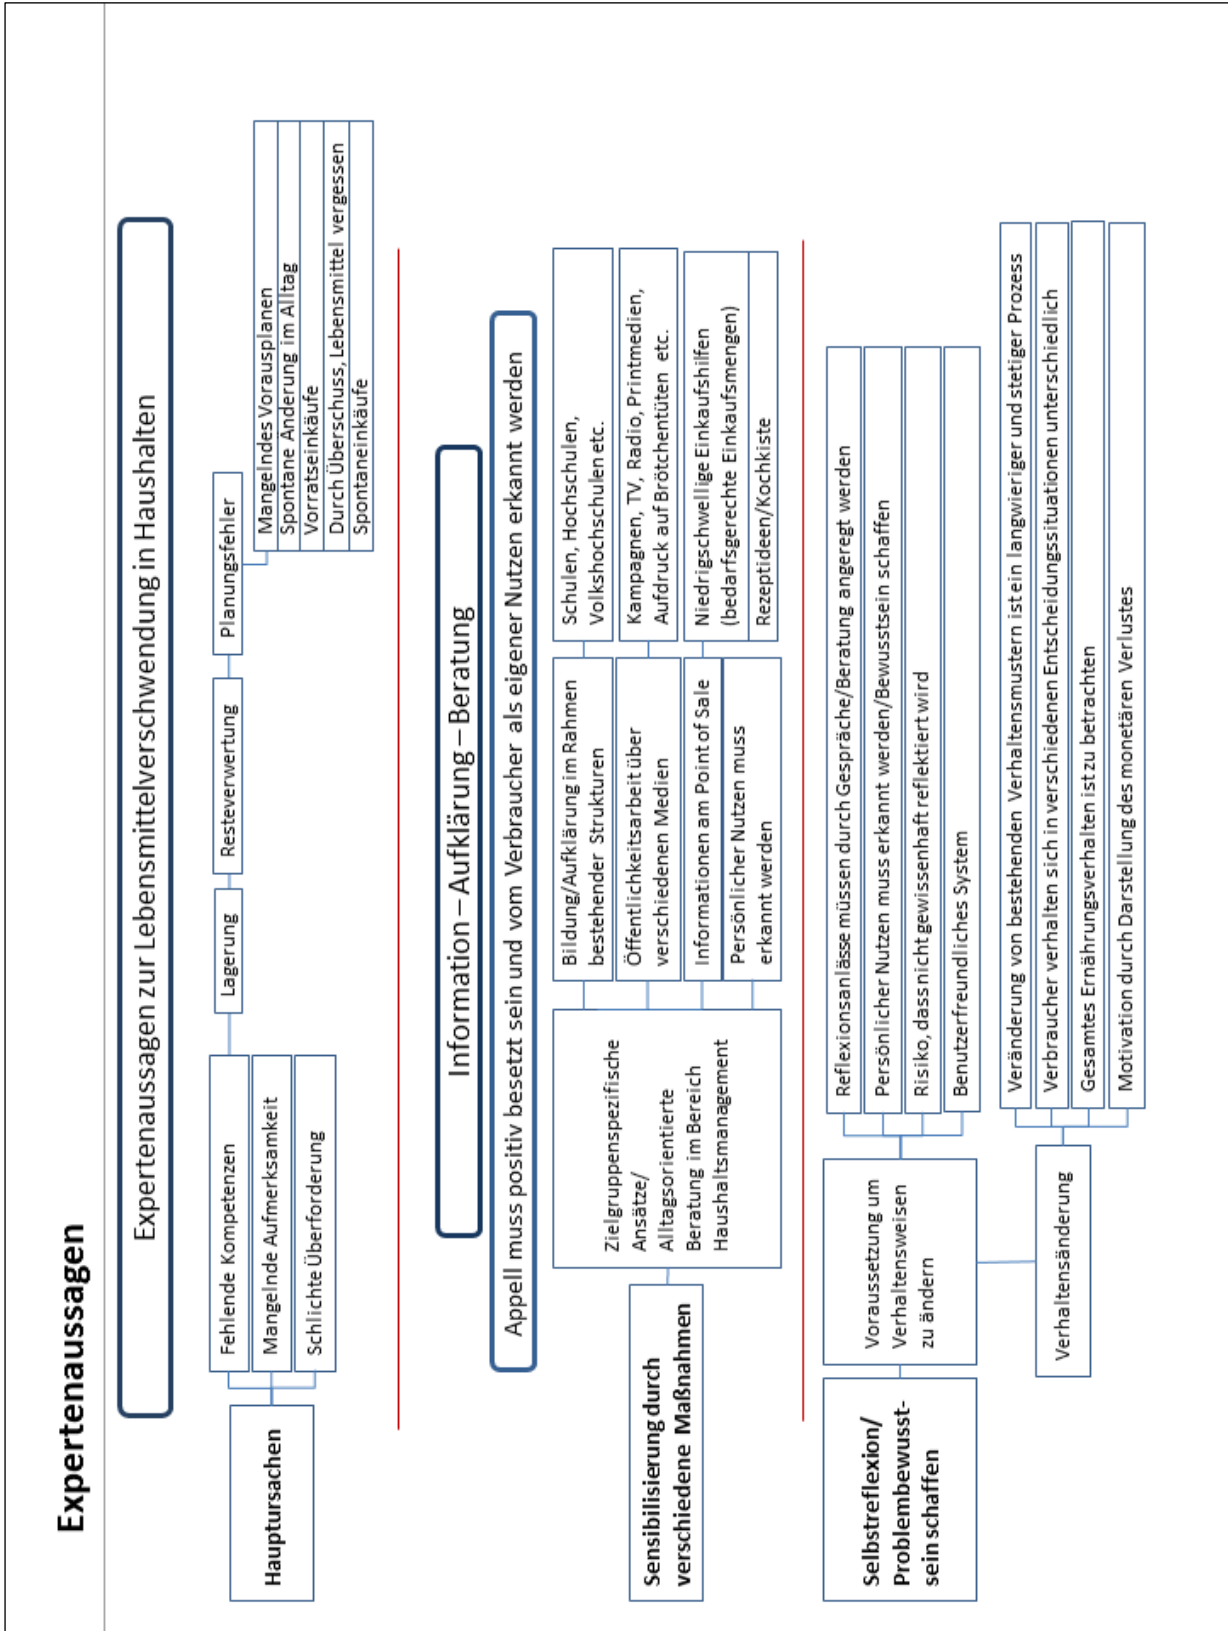 Expertenaussagen
Expertenaussagen zur Lebensmittelverschwendung in Haushalten
Hauptursachen
Fehlende Kompetenzen
Mangelnde Aufmerksamkeit
Schlichte Überforderung
Lagerung
Resteverwertung
Planungsfehler
Mangelndes Vorausplanen
Spontane Änderung im Alltag
Vorratseinkäufe
Durch Überschuss, Lebensmittel vergessen
Spontaneinkäufe
Information – Aufklärung – Beratung
Appell muss positiv besetzt sein und vom Verbraucher als eigener Nutzen erkannt werden
Sensibilisierung durch
verschiedene Maßnahmen
Zielgruppenspezifische
Ansätze/
Alltagsorientierte
Beratung im Bereich
Haushaltsmanagement
Bildung/Aufklärung im Rahmen
bestehender Strukturen
Öffentlichkeitsarbeit über
verschiedenen Medien
Informationen am Point of Sale
Persönlicher Nutzen muss
erkannt werden
Schulen, Hochschulen,
Volkshochschulen etc.
Kampagnen, TV, Radio, Printmedien,
Aufdruck auf Brötchentüten etc.
Niedrigschwellige Einkaufshilfen
(bedarfsgerechte Einkaufsmengen)
Rezeptideen/Kochkiste
Selbstreflexion/
Problembewusst-
sein schaffen
Voraussetzung um
Verhaltensweisen
zu ändern
Reflexionsanlässe müssen durch Gespräche/Beratung angeregt werden
Persönlicher Nutzen muss erkannt werden/Bewusstsein schaffen
Risiko, dass nicht gewissenhaft reflektiert wird
Benutzerfreundliches System
Verhaltensänderung
Veränderung von bestehenden Verhaltensmustern ist ein langwieriger und stetiger Prozess
Verbraucher verhalten sich in verschiedenen Entscheidungssituationen unterschiedlich
Gesamtes Ernährungsverhalten ist zu betrachten
Motivation durch Darstellung des monetären Verlustes